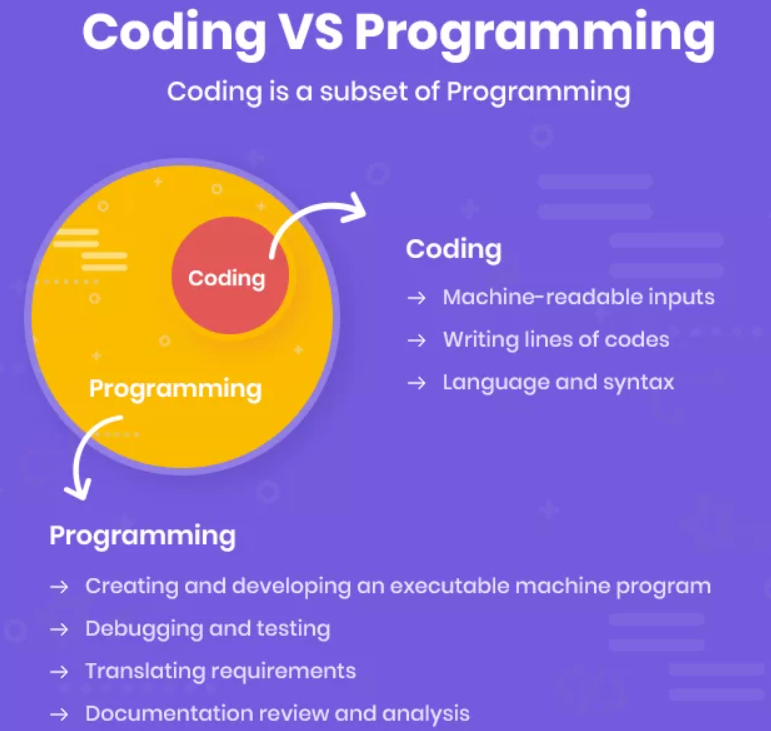 Coding VS Programming
Coding is a subset of Programming
Coding
Programming
Coding
→ Machine-readable inputs
→ Writing lines of codes
→ Language and syntax
Programming
→ Creating and developing an executable machine program
→ Debugging and testing
→ Translating requirements
→ Documentation review and analysis